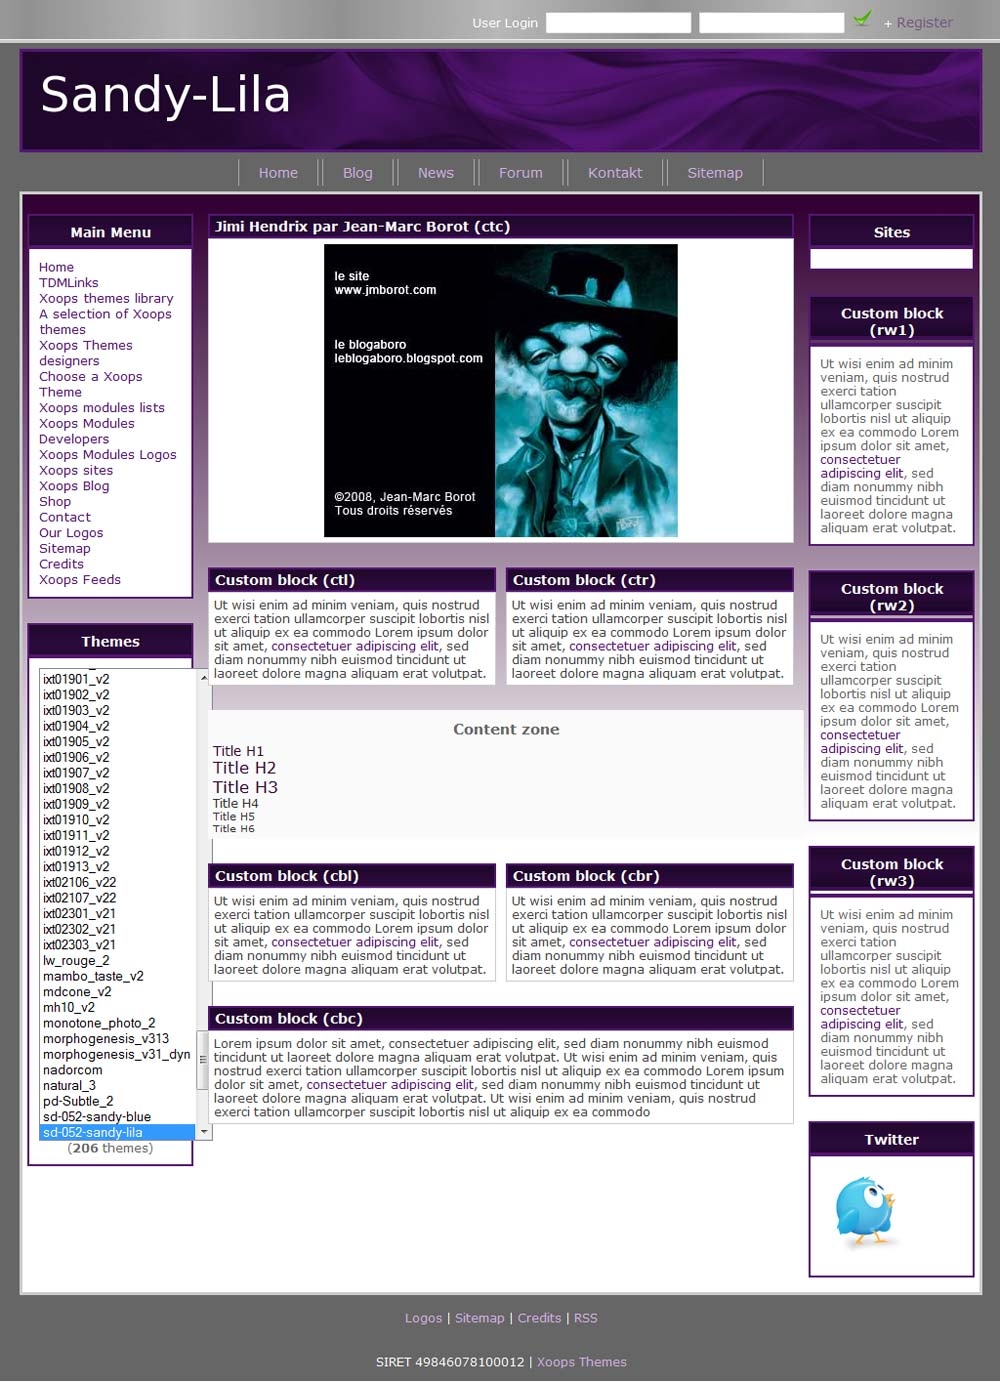 User Login
+ Register
Sandy-Lila
Home
Blog
News
Forum
Kontakt
Sitemap
Main Menu
Home
TDMLinks
Xoops themes library
A selection of Xoops
themes
Xoops Themes
designers
Choose a Xoops
Theme
Xoops modules lists
Xoops Modules
Developers
Xoops Modules Logos
Xoops sites
Xoops Blog
Shop
Contact
Our Logos
Sitemap
Credits
Xoops Feeds
Themes
ixt01901_v2
ixt01902_v2
ixt01903_v2
ixt01904_v2
ixt01905_v2
ixt01906_v2
ixt01907_v2
ixt01908_v2
ixt01909_v2
ixt01910_v2
ixt01911_v2
ixt01912_v2
ixt01913_v2
ixt02106_v22
ixt02107_v22
ixt02301_v21
ixt02302_v21
ixt02303_v21
lw_rouge_2
mambo_taste_v2
mdcone_v2
mh10_v2
monotone_photo_2
morphogenesis_v313
morphogenesis_v31_dyn
nadorcom
natural_3
pd-Subtle_2
sd-052-sandy-blue
sd-052-sandy-lila
(206 themes)
Jimi Hendrix par Jean-Marc Borot (ctc)
le site
www.jmborot.com
le blogaboro
leblogaboro.blogspot.com
©2008, Jean-Marc Borot
Tous droits réservés
Custom block (ctl)
Ut wisi enim ad minim veniam, quis nostrud
exerci tation ullamcorper suscipit lobortis nisl
ut aliquip ex ea commodo Lorem ipsum dolor
sit amet, consectetuer adipiscing elit, sed
diam nonummy nibh euismod tincidunt ut
laoreet dolore magna aliquam erat volutpat.
Custom block (ctr)
Ut wisi enim ad minim veniam, quis nostrud
exerci tation ullamcorper suscipit lobortis nisl
ut aliquip ex ea commodo Lorem ipsum dolor
sit amet, consectetuer adipiscing elit, sed
diam nonummy nibh euismod tincidunt ut
laoreet dolore magna aliquam erat volutpat.
Content zone
Title H1
Title H2
Title H3
Title H4
Title H5
Title H6
Custom block (cbl)
Ut wisi enim ad minim veniam, quis nostrud
exerci tation ullamcorper suscipit lobortis nisl
ut aliquip ex ea commodo Lorem ipsum dolor
sit amet, consectetuer adipiscing elit, sed
diam nonummy nibh euismod tincidunt ut
laoreet dolore magna aliquam erat volutpat.
Custom block (cbr)
Ut wisi enim ad minim veniam, quis nostrud
exerci tation ullamcorper suscipit lobortis nisl
ut aliquip ex ea commodo Lorem ipsum dolor
sit amet, consectetuer adipiscing elit, sed
diam nonummy nibh euismod tincidunt ut
laoreet dolore magna aliquam erat volutpat.
Custom block (cbc)
Lorem ipsum dolor sit amet, consectetuer adipiscing elit, sed diam nonummy nibh euismod
tincidunt ut laoreet dolore magna aliquam erat volutpat. Ut wisi enim ad minim veniam, quis
nostrud exerci tation ullamcorper suscipit lobortis nisl ut aliquip ex ea commodo Lorem ipsum
dolor sit amet, consectetuer adipiscing elit, sed diam nonummy nibh euismod tincidunt ut
laoreet dolore magna aliquam erat volutpat. Ut wisi enim ad minim veniam, quis nostrud
exerci tation ullamcorper suscipit lobortis nisl ut aliquip ex ea commodo
Sites
Custom block
(rw1)
Ut wisi enim ad minim
veniam, quis nostrud
exerci tation
ullamcorper suscipit
lobortis nisl ut aliquip
ex ea commodo Lorem
ipsum dolor sit amet,
consectetuer
adipiscing elit, sed
diam nonummy nibh
euismod tincidunt ut
laoreet dolore magna
aliquam erat volutpat.
Custom block
(rw2)
Ut wisi enim ad minim
veniam, quis nostrud
exerci tation
ullamcorper suscipit
lobortis nisl ut aliquip
ex ea commodo Lorem
ipsum dolor sit amet,
consectetuer
adipiscing elit, sed
diam nonummy nibh
euismod tincidunt ut
laoreet dolore magna
aliquam erat volutpat.
Custom block
(rw3)
Ut wisi enim ad minim
veniam, quis nostrud
exerci tation
ullamcorper suscipit
lobortis nisl ut aliquip
ex ea commodo Lorem
ipsum dolor sit amet,
consectetuer
adipiscing elit, sed
diam nonummy nibh
euismod tincidunt ut
laoreet dolore magna
aliquam erat volutpat.
Twitter
Logos | Sitemap | Credits | RSS
SIRET 49846078100012 | Xoops Themes